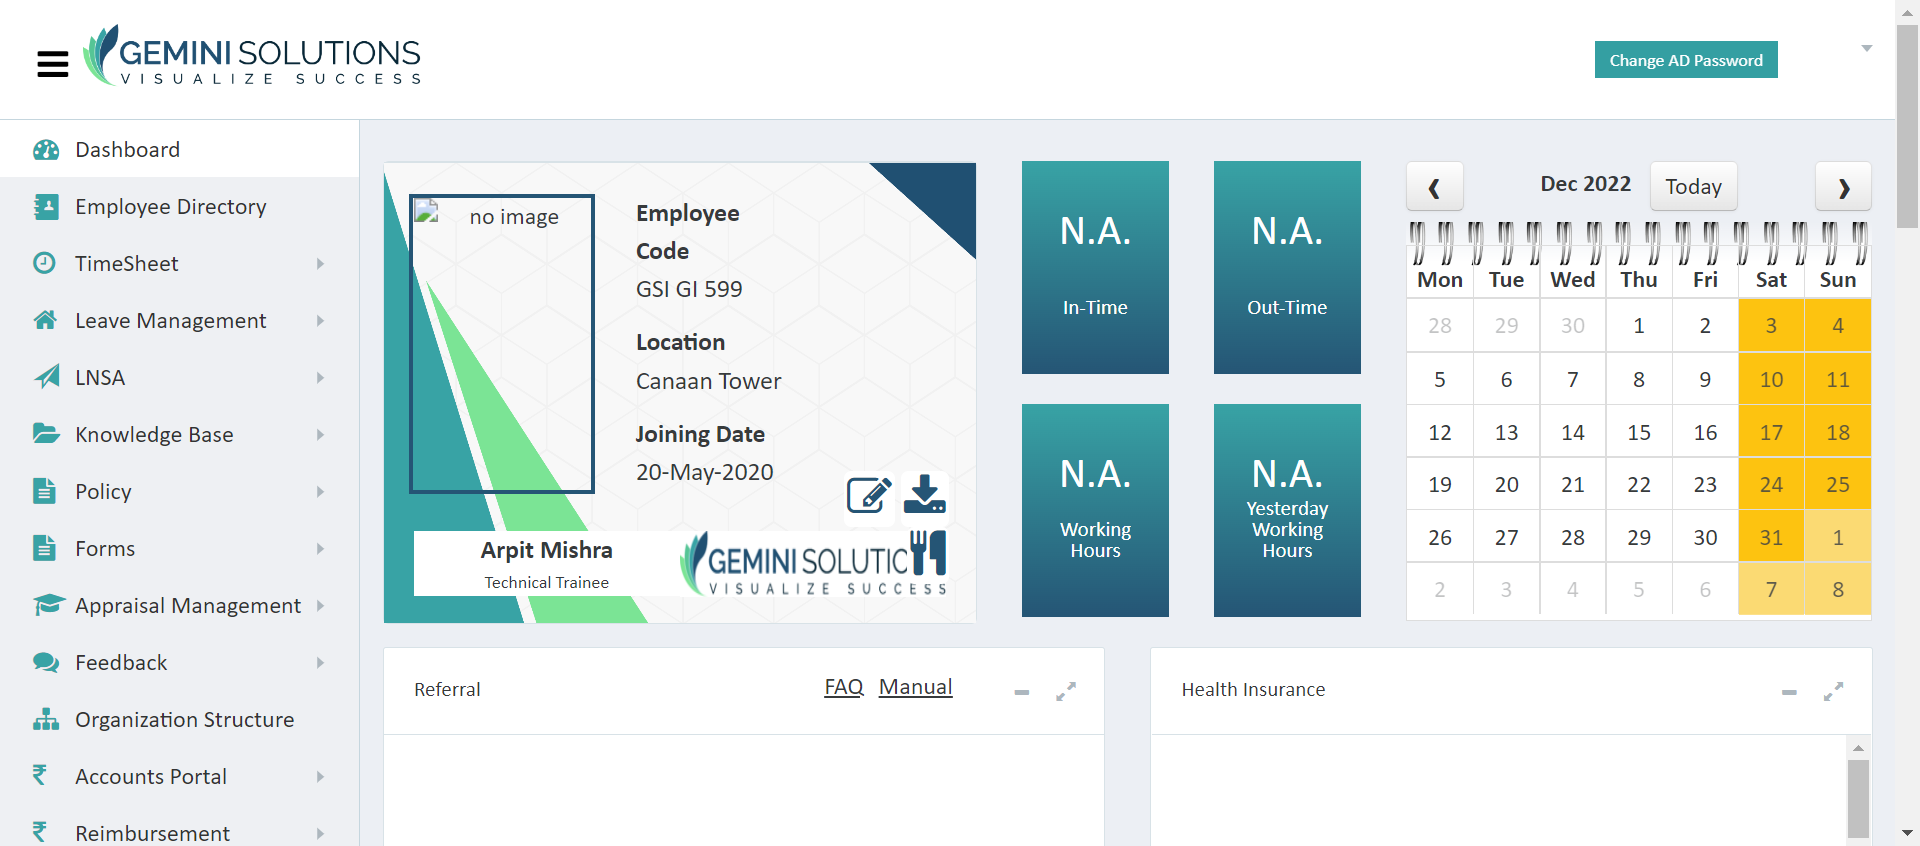 GEMINI SOLUTIONS
VISUALIZE SUCCESS
Change AD Password
Dashboard
Employee Directory
TimeSheet
Leave Management
LNSA
Knowledge Base
Policy
Forms
Appraisal Management
Feedback
Organization Structure
Accounts Portal
Reimbursement
no image
Employee
Code
GSI GI 599
Location
Canaan Tower
Joining Date
20-May-2020
Arpit Mishra
Technical Trainee
GEMINI SOLUTIC
VISUALIZE SUCCESS
N.A.
In-Time
N.A.
Out-Time
N.A.
Working
Hours
N.A.
Yesterday
Working
Hours
❮ Dec 2022 Today ❯
Mon Tue Wed Thu Fri Sat Sun
28 29 30 1 2 3 4
5 6 7 8 9 10 11
12 13 14 15 16 17 18
19 20 21 22 23 24 25
26 27 28 29 30 31 1
2 3 4 5 6 7 8
Referral FAQ Manual
Health Insurance